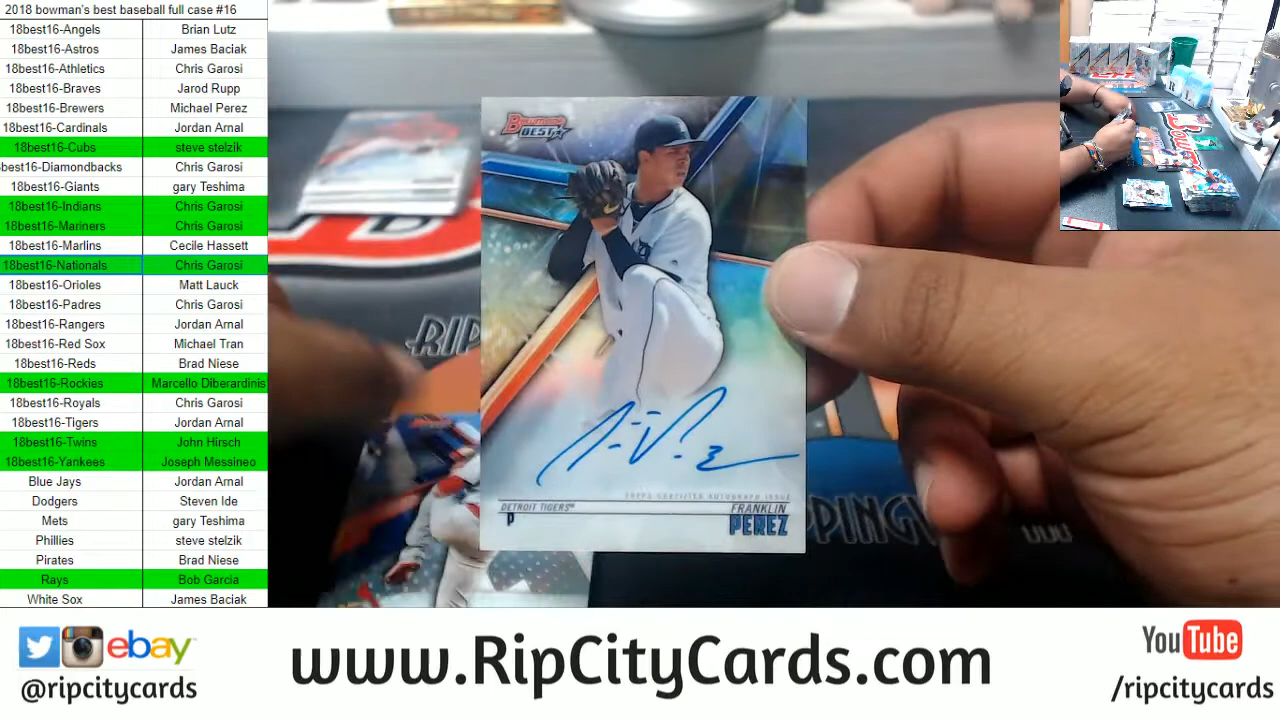 2018 bowman's best baseball full case #16
18best16-Angels Brian Lutz
18best16-Astros James Baciak
18best16-Athletics Chris Garosi
18best16-Braves Jarod Rupp
18best16-Brewers Michael Perez
18best16-Cardinals Jordan Arnal
18best16-Cubs steve stelzik
best16-Diamondbacks Chris Garosi
18best16-Giants gary Teshima
18best16-Indians Chris Garosi
18best16-Mariners Chris Garosi
18best16-Marlins Cecile Hassett
18best16-Nationals Chris Garosi
18best16-Orioles Matt Lauck
18best16-Padres Chris Garosi
18best16-Rangers Jordan Arnal
18best16-Red Sox Michael Tran
18best16-Reds Brad Niese
18best16-Rockies Marcello Diberardinis
18best16-Royals Chris Garosi
18best16-Tigers Jordan Arnal
18best16-Twins John Hirsch
18best16-Yankees Joseph Messineo
Blue Jays Jordan Arnal
Dodgers Steven Ide
Mets gary Teshima
Phillies steve stelzik
Pirates Brad Niese
Rays Bob Garcia
White Sox James Baciak
BOWMAN'S
BEST
RIP
TOPPS CERTIFIED AUTOGRAPH ISSUE
DETROIT TIGERS
P
FRANKLIN
PEREZ
PPING
ebay
@ripcitycards
www.RipCityCards.com
YouTube
/ripcitycards